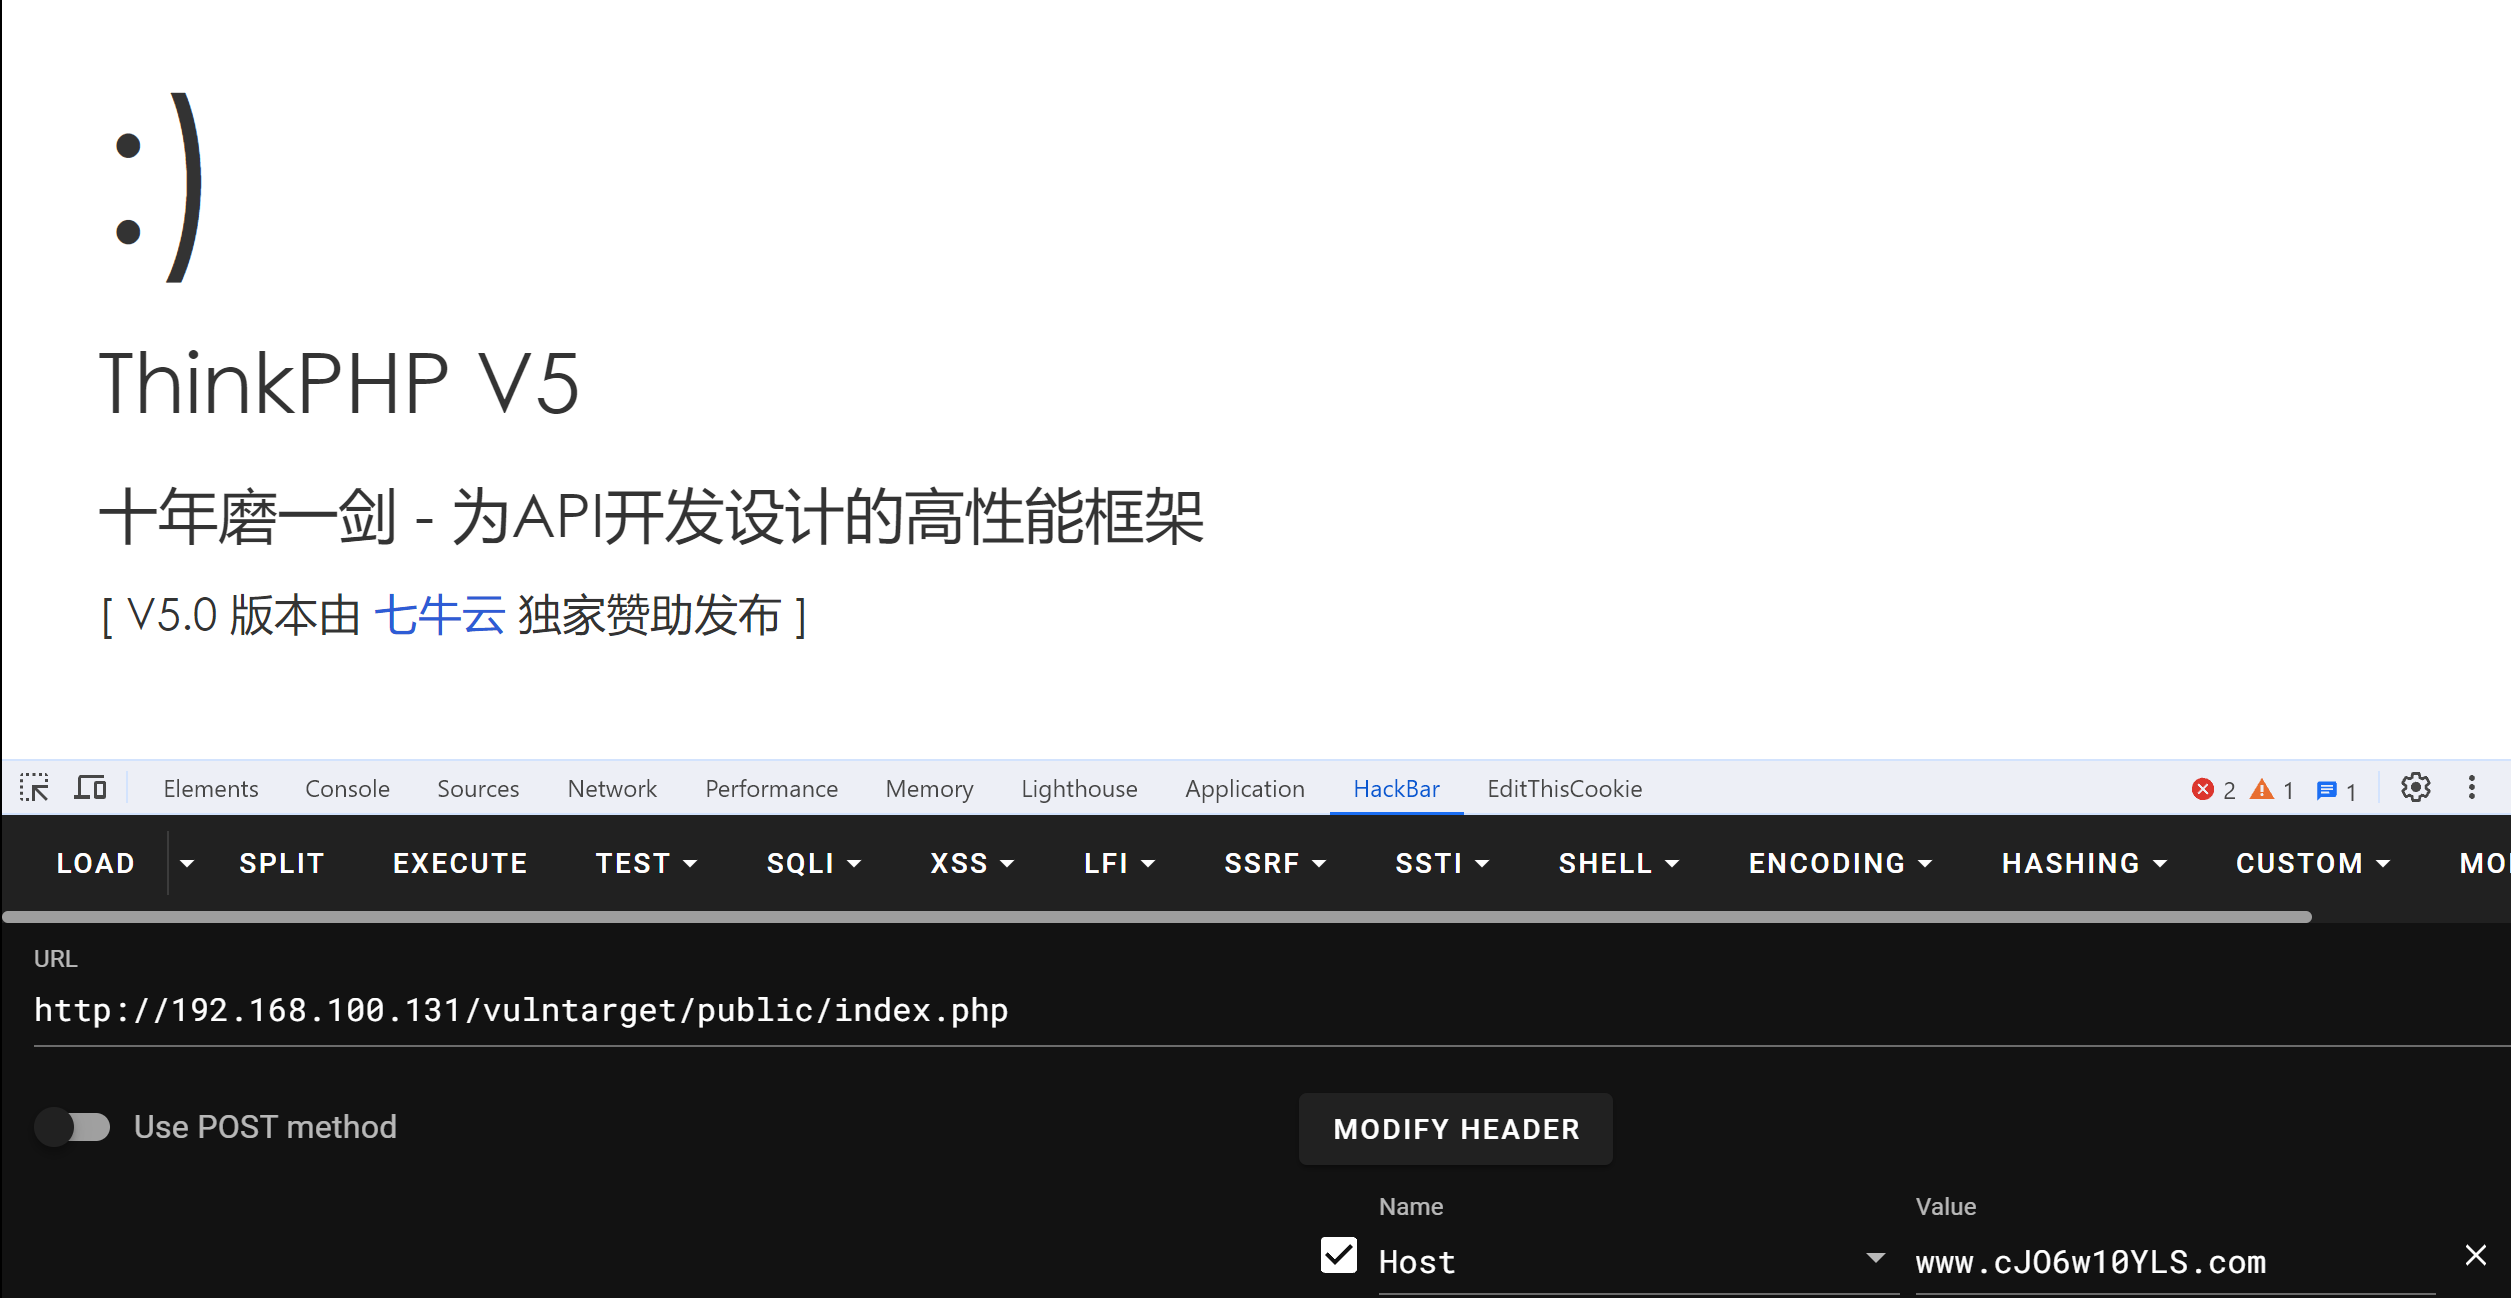 :)
ThinkPHP V5
十年磨一剑 - 为API开发设计的高性能框架
[ V5.0 版本由 七牛云 独家赞助发布 ]
Elements Console Sources Network Performance Memory Lighthouse Application HackBar EditThisCookie 2 1 1
LOAD SPLIT EXECUTE TEST SQLI XSS LFI SSRF SSTI SHELL ENCODING HASHING CUSTOM
URL
http://192.168.100.131/vulntarget/public/index.php
Use POST method
MODIFY HEADER
Name Value
Host www.cJO6w10YLS.com